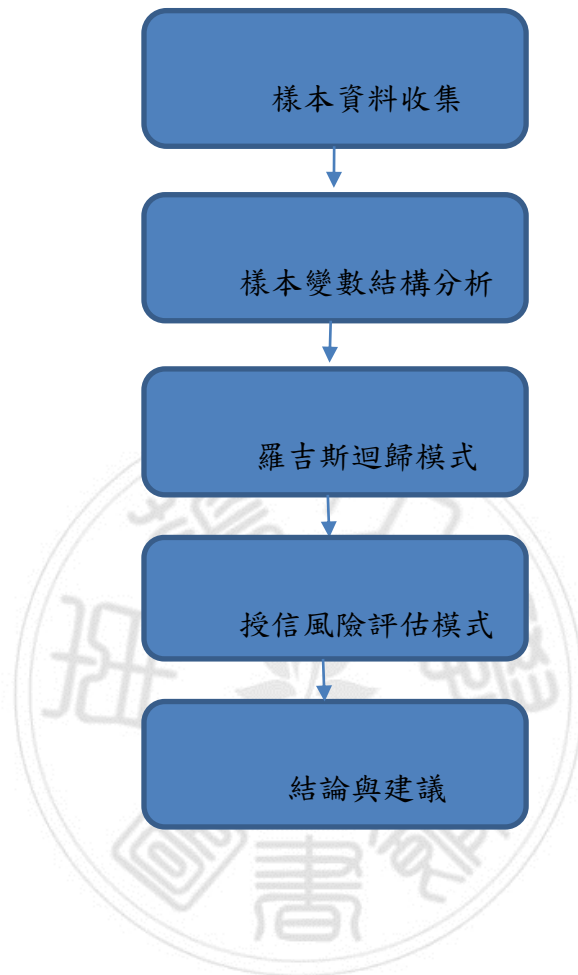 樣本資料收集
樣本變數結構分析
羅吉斯迴歸模式
授信風險評估模式
結論與建議